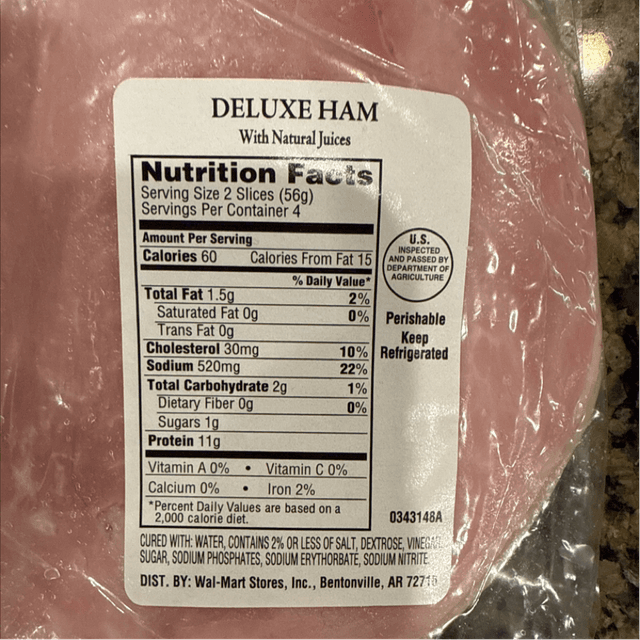 DELUXE HAM
With Natural Juices
Nutrition Facts
Serving Size 2 Slices (56g)
Servings Per Container 4
Amount Per Serving
Calories 60 Calories From Fat 15
% Daily Value*
Total Fat 1.5g 2%
Saturated Fat 0g 0%
Trans Fat 0g
Cholesterol 30mg 10%
Sodium 520mg 22%
Total Carbohydrate 2g 1%
Dietary Fiber 0g 0%
Sugars 1g
Protein 11g
Vitamin A 0% • Vitamin C 0%
Calcium 0% • Iron 2%
*Percent Daily Values are based on a
2,000 calorie diet.
U.S.
INSPECTED
AND PASSED BY
DEPARTMENT OF
AGRICULTURE
Perishable
Keep
Refrigerated
0343148A
CURED WITH: WATER, CONTAINS 2% OR LESS OF SALT, DEXTROSE, VINEGAR,
SUGAR, SODIUM PHOSPHATES, SODIUM ERYTHORBATE, SODIUM NITRITE
DIST. BY: Wal-Mart Stores, Inc., Bentonville, AR 72716